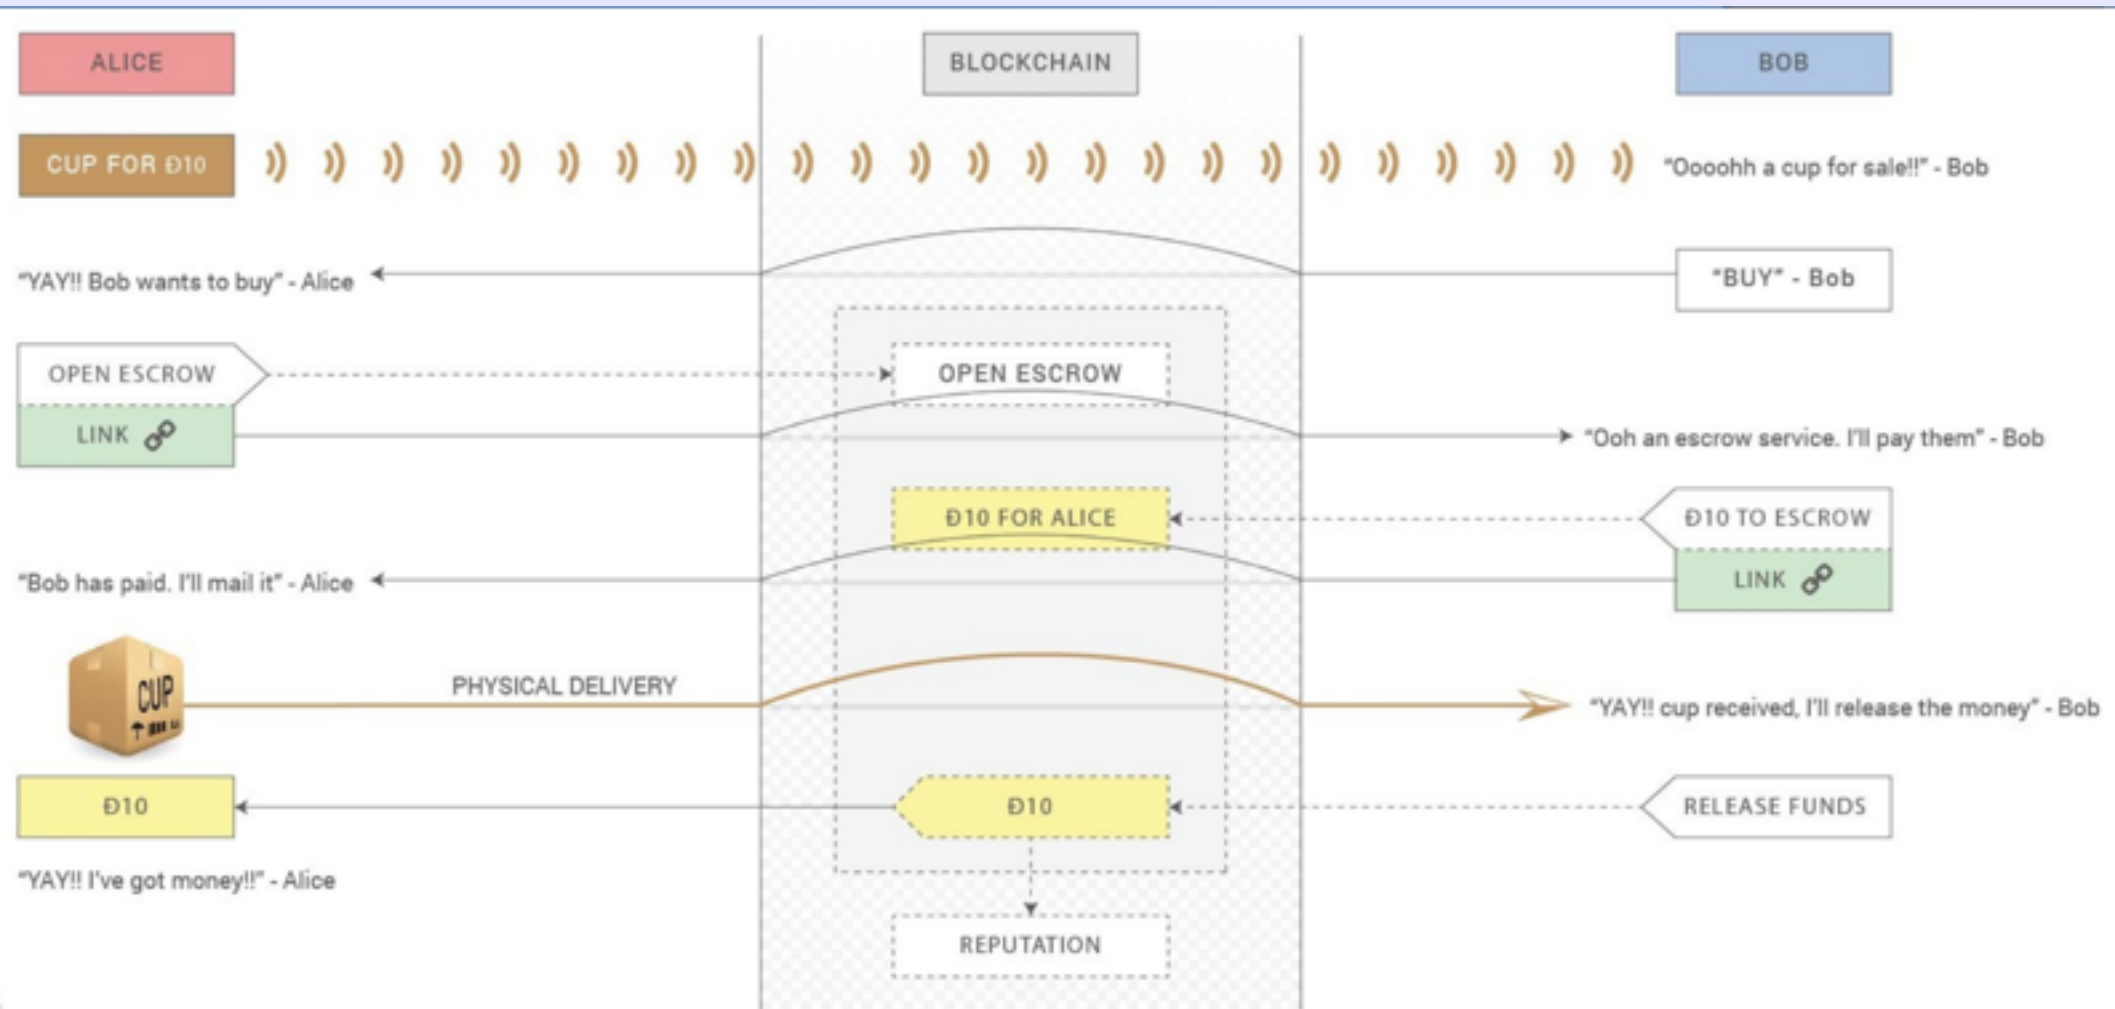 ALICE
BLOCKCHAIN
BOB
CUP FOR Đ10
“Oooohh a cup for sale!!” - Bob
“YAY!! Bob wants to buy” - Alice
“BUY” - Bob
OPEN ESCROW
OPEN ESCROW
LINK
“Ooh an escrow service. I’ll pay them” - Bob
Đ10 FOR ALICE
Đ10 TO ESCROW
“Bob has paid. I’ll mail it” - Alice
LINK
CUP
PHYSICAL DELIVERY
“YAY!! cup received, I’ll release the money” - Bob
Đ10
Đ10
RELEASE FUNDS
“YAY!! I’ve got money!!” - Alice
REPUTATION